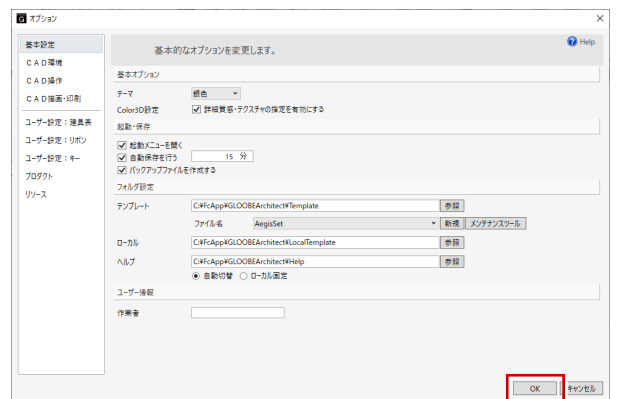 G オプション
Help
基本的なオプションを変更します。
基本設定
CAD環境
CAD操作
CAD描画・印刷
ユーザー設定：建具表
ユーザー設定：リボン
ユーザー設定：キー
プロダクト
リソース
基本オプション
テーマ 銀色
Color3D設定 詳細質感・テクスチャの指定を有効にする
起動・保存
起動メニューを開く
自動保存を行う 15 分
バックアップファイルを作成する
フォルダ設定
テンプレート C:¥FcApp¥GLOOBEArchitect¥Template 参照
ファイル名 AegisSet 新規 メンテナンスツール
ローカル C:¥FcApp¥GLOOBEArchitect¥LocalTemplate 参照
ヘルプ C:¥FcApp¥GLOOBEArchitect¥Help 参照
自動切替 ローカル固定
ユーザー情報
作業者
OK キャンセル